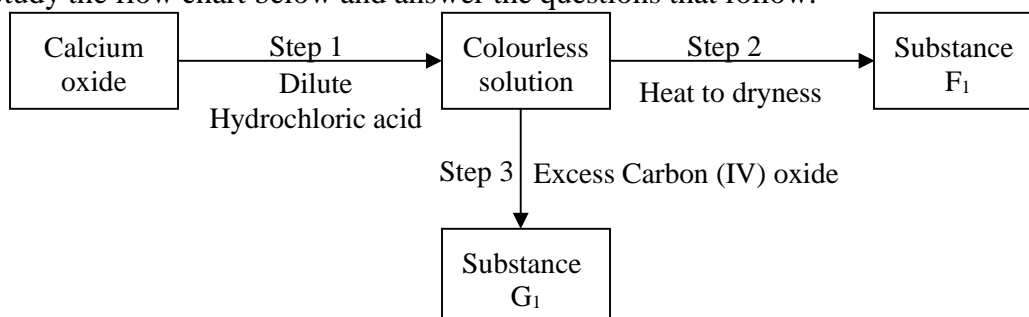 study the flow chart below and answer the questions that follow.
Calcium oxide
Step 1
Dilute
Hydrochloric acid
Colourless solution
Step 2
Heat to dryness
Substance
F₁
Step 3
Excess Carbon (IV) oxide
Substance
G₁